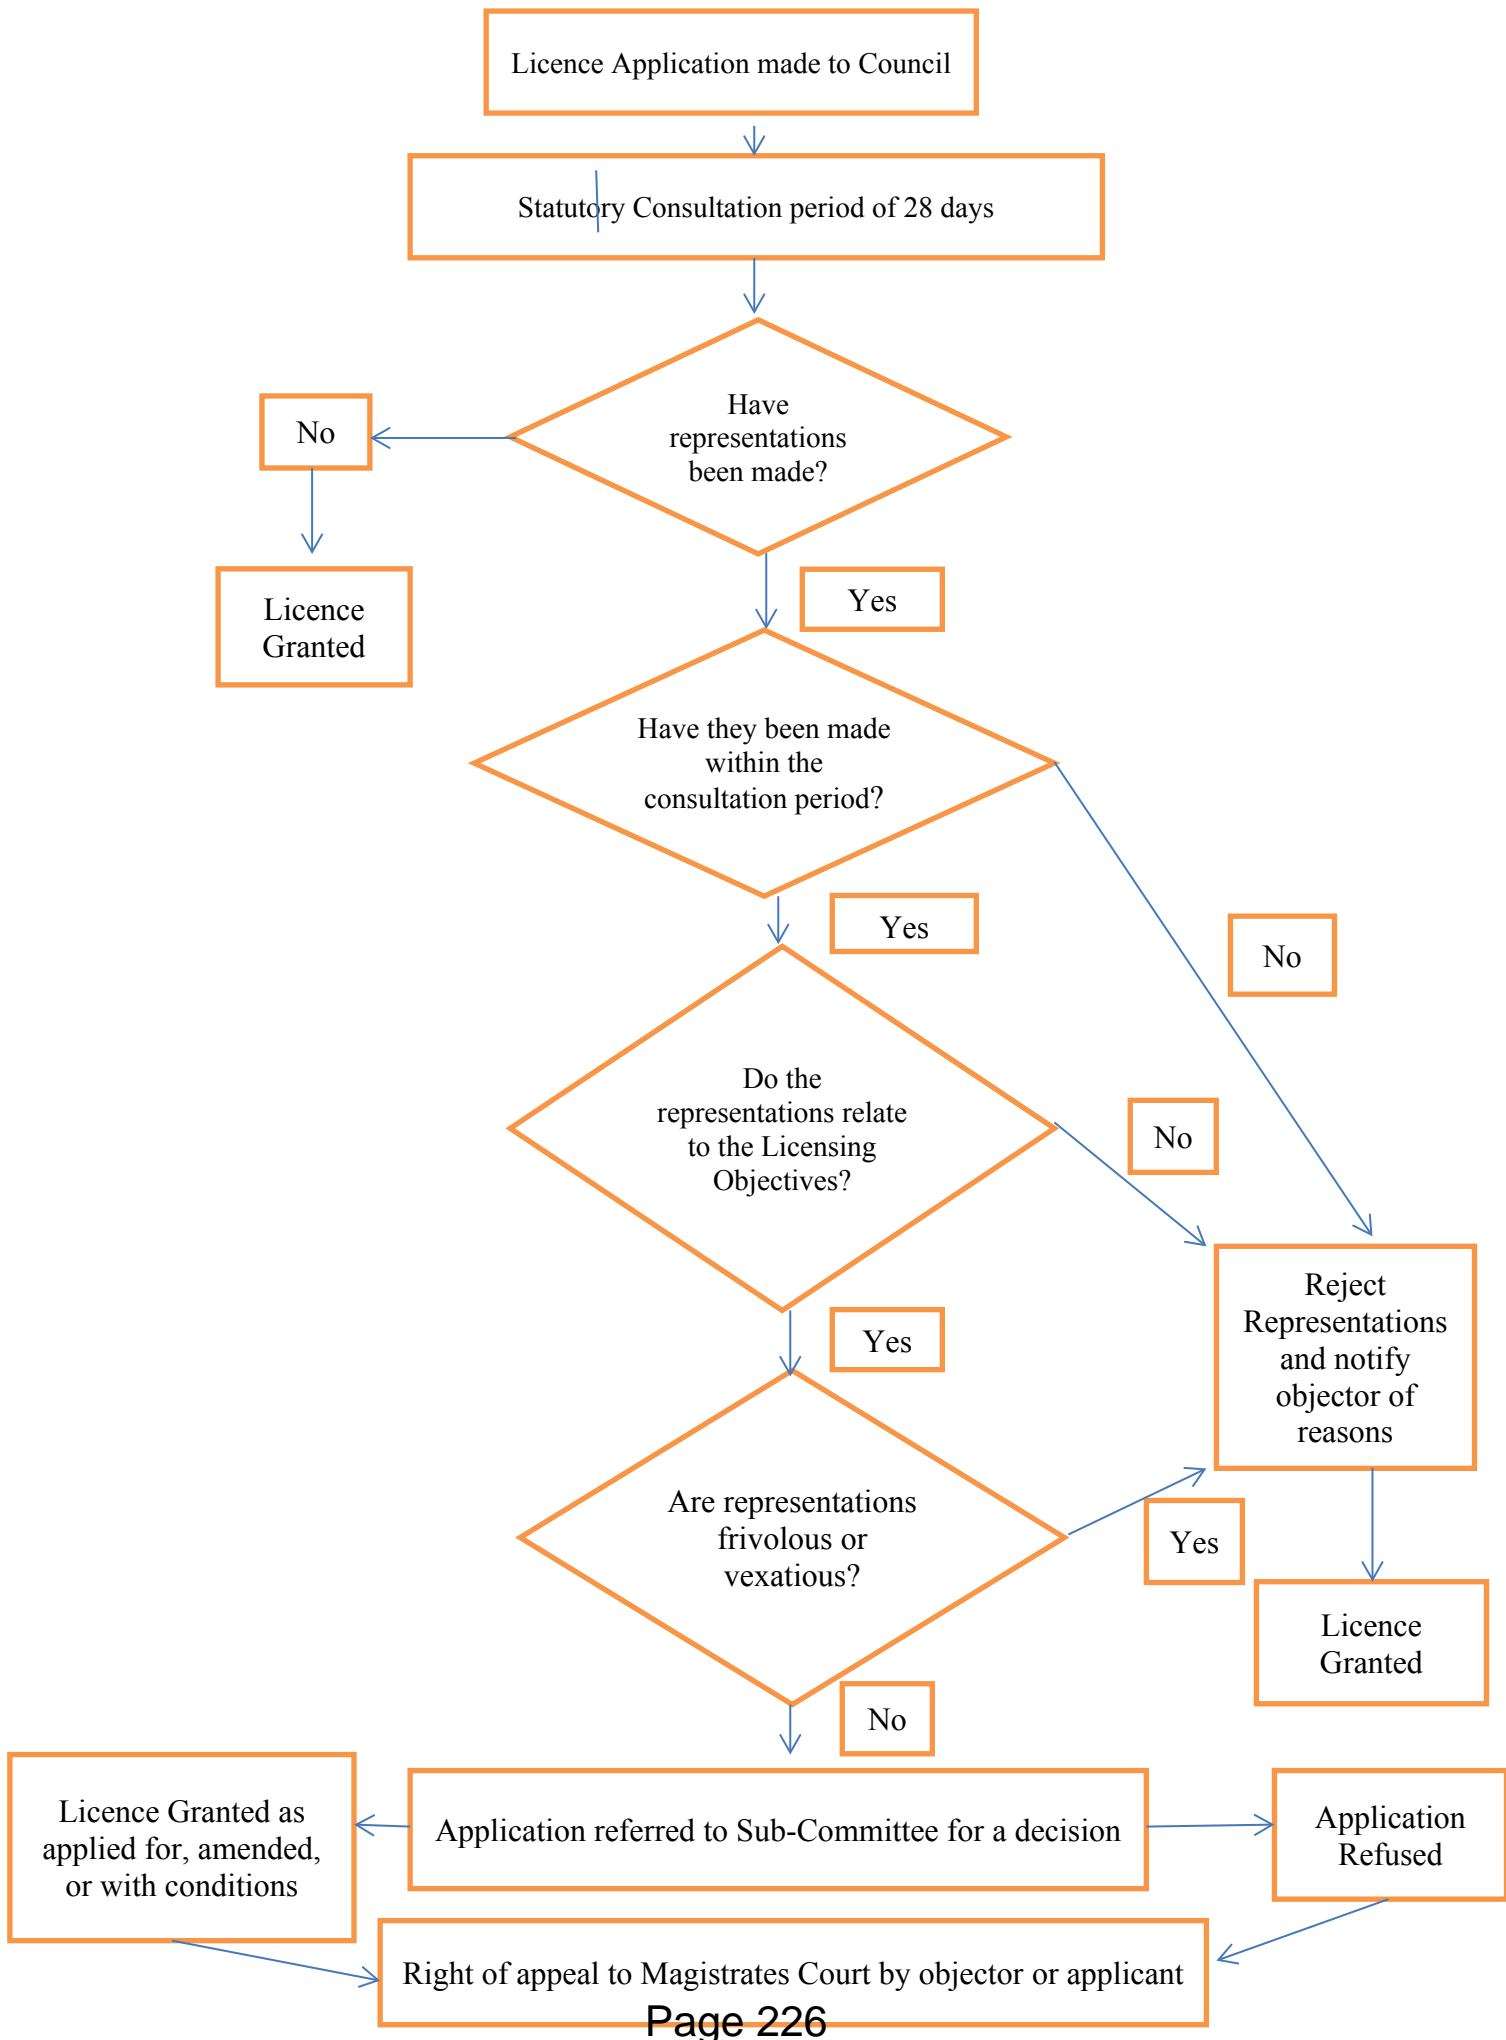 Licence Application made to Council
Statutory Consultation period of 28 days
Have
representations
been made?
No
Licence
Granted
Yes
Have they been made
within the
consultation period?
Yes
No
Do the
representations relate
to the Licensing
Objectives?
No
Yes
Reject
Representations
and notify
objector of
reasons
Are representations
frivolous or
vexatious?
Yes
Licence
Granted
No
Licence Granted as
applied for, amended,
or with conditions
Application referred to Sub-Committee for a decision
Application
Refused
Right of appeal to Magistrates Court by objector or applicant
Page 226